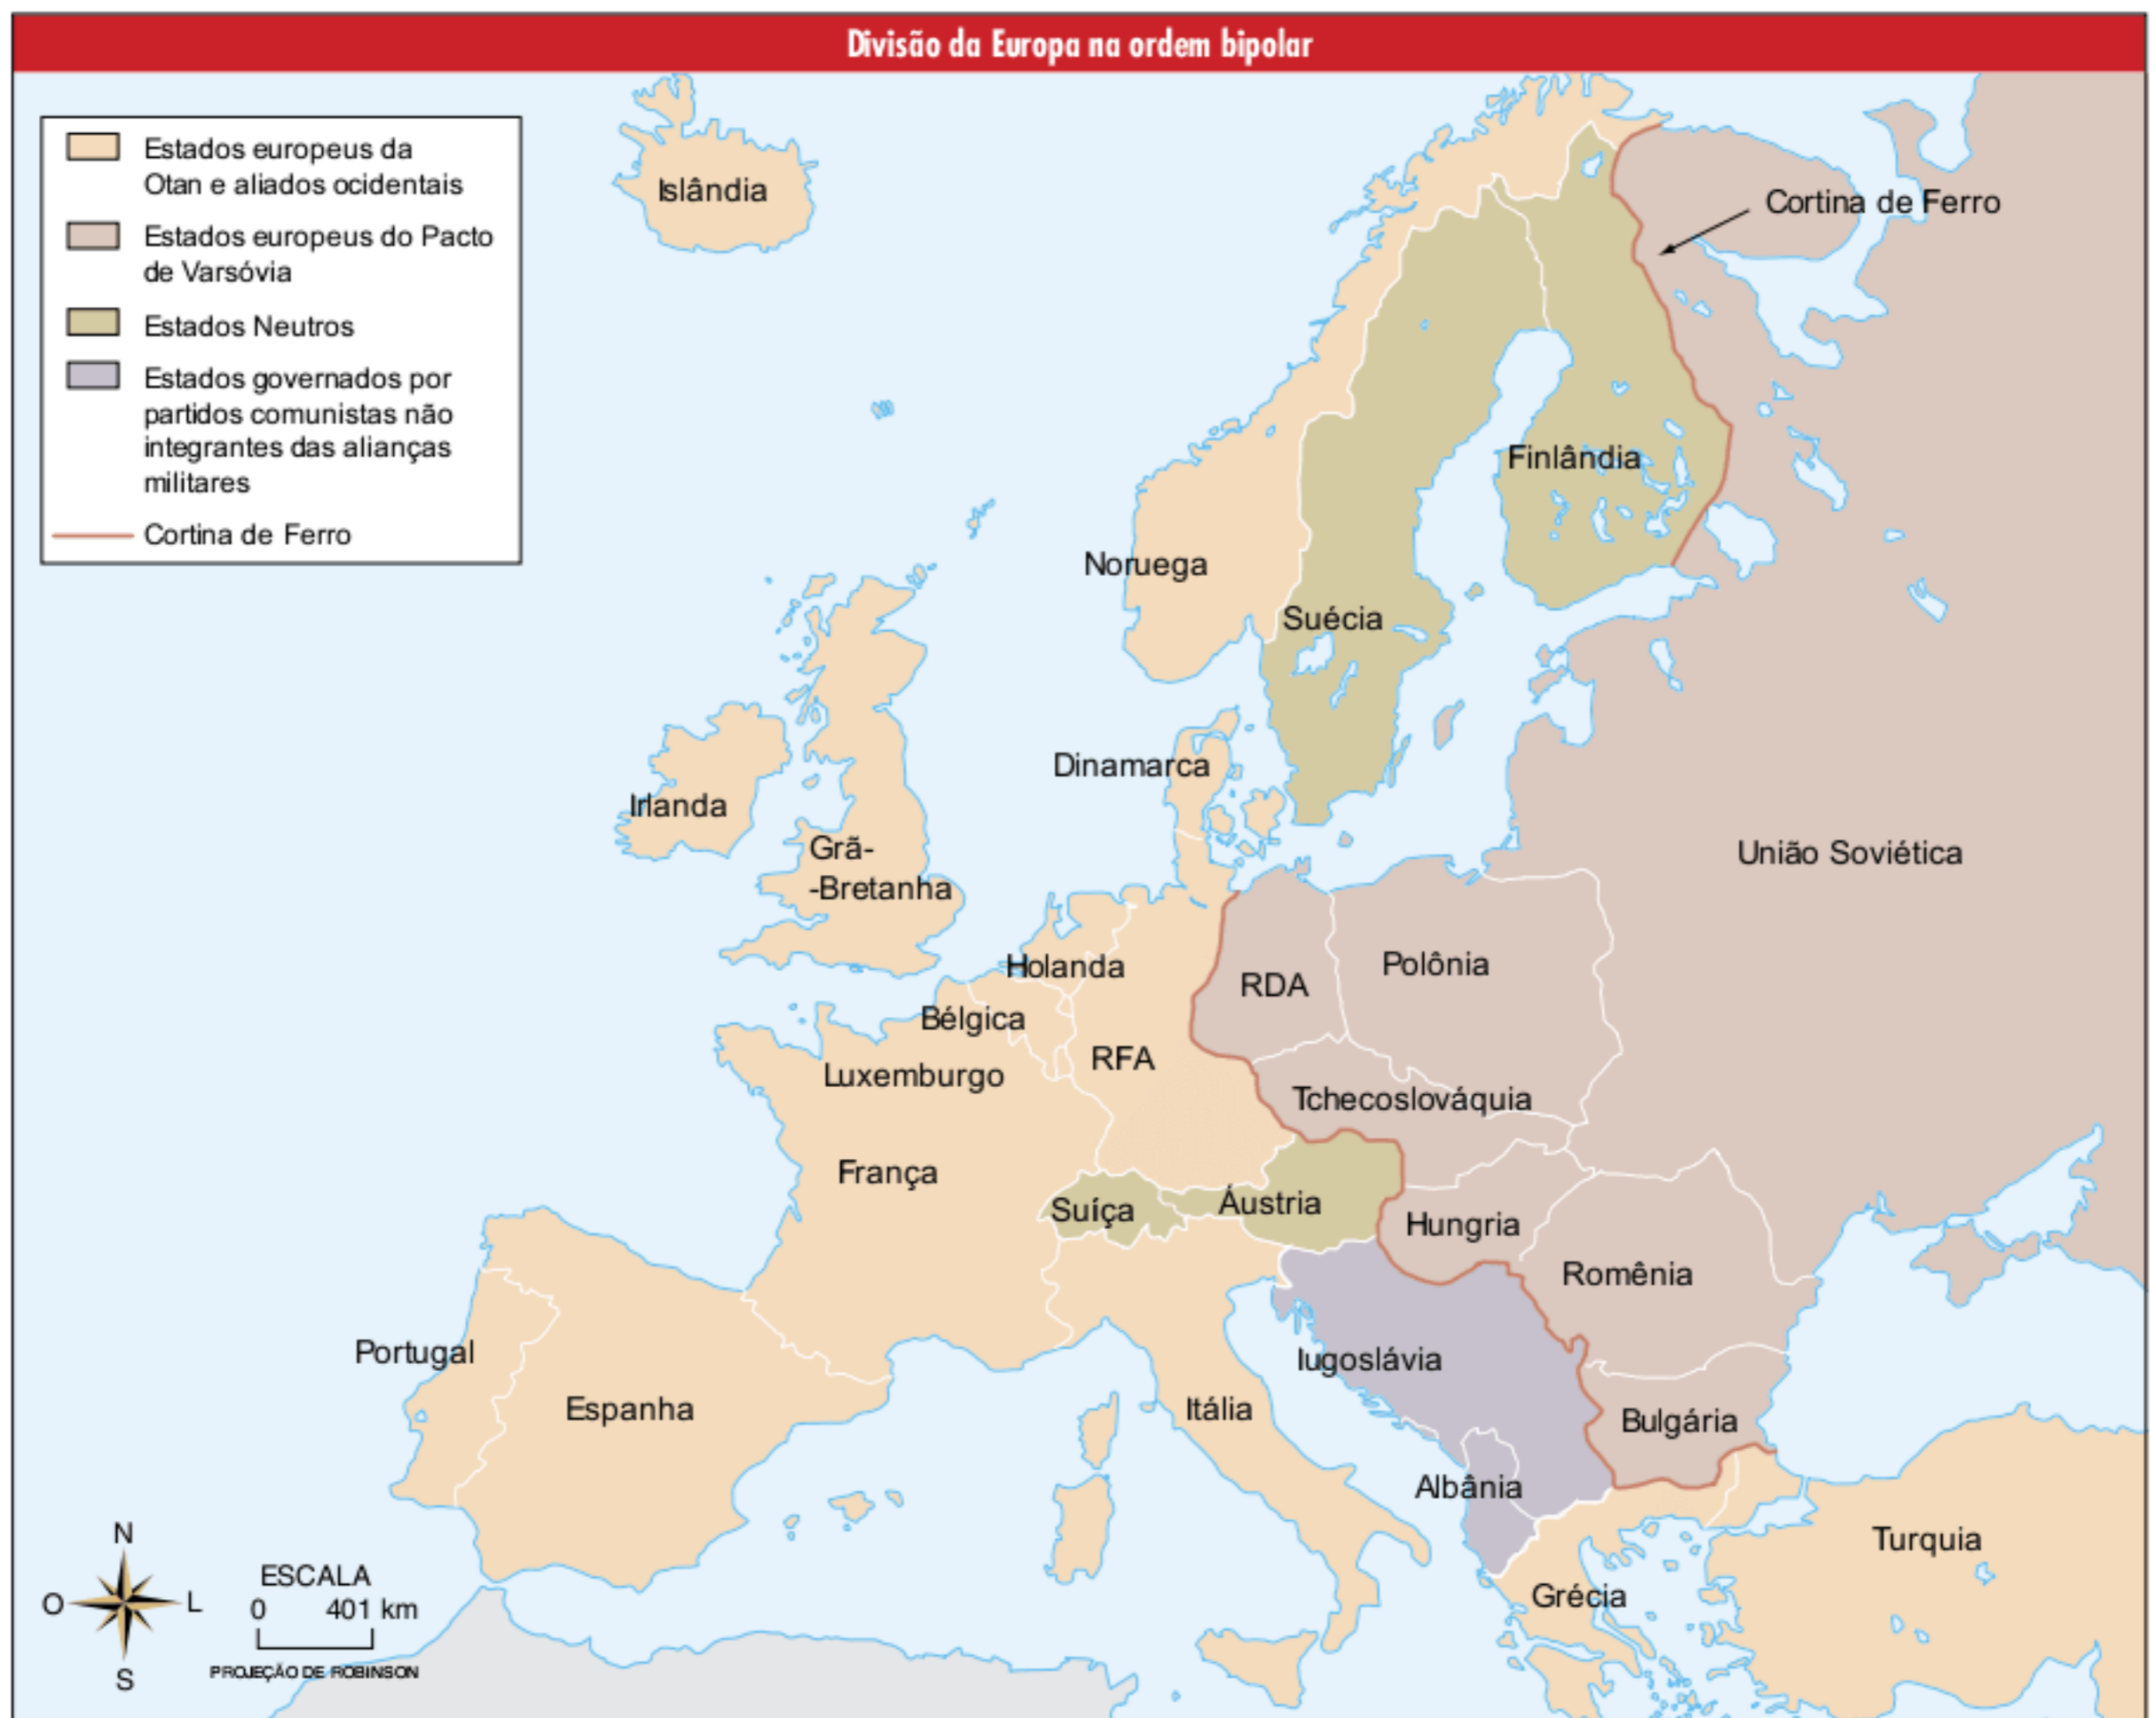 Divisão da Europa na ordem bipolar
Estados europeus da
Otan e aliados ocidentais
Estados europeus do Pacto
de Varsóvia
Estados Neutros
Estados governados por
partidos comunistas não
integrantes das alianças
militares
Cortina de Ferro
Islândia
Cortina de Ferro
Finlândia
Noruega
Suécia
Dinamarca
Irlanda
Grã-
-Bretanha
União Soviética
Holanda
Polônia
RDA
Bélgica
RFA
Luxemburgo
Tchecoslováquia
França
Suíça
Áustria
Hungria
Romênia
Portugal
Iugoslávia
Espanha
Itália
Bulgária
Albânia
Turquia
Grécia
N
O
L
S
ESCALA
0 401 km
PROJEÇÃO DE ROBINSON